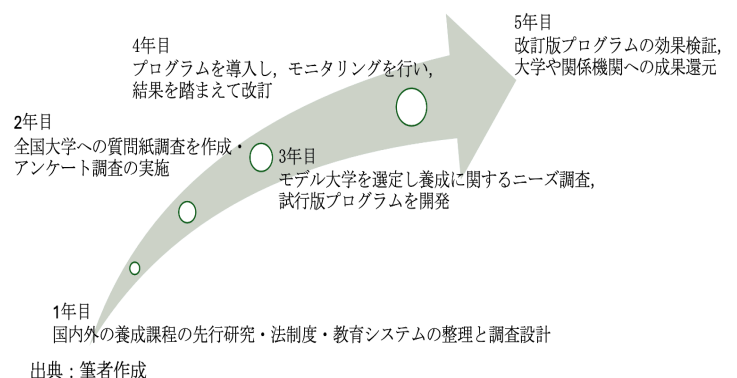 5年目
改訂版プログラムの効果検証,
大学や関係機関への成果還元
4年目
プログラムを導入し，モニタリングを行い,
結果を踏まえて改訂
2年目
全国大学への質問紙調査を作成・
アンケート調査の実施
3年目
モデル大学を選定し養成に関するニーズ調査,
試行版プログラムを開発
1年目
国内外の養成課程の先行研究・法制度・教育システムの整理と調査設計
出典：筆者作成